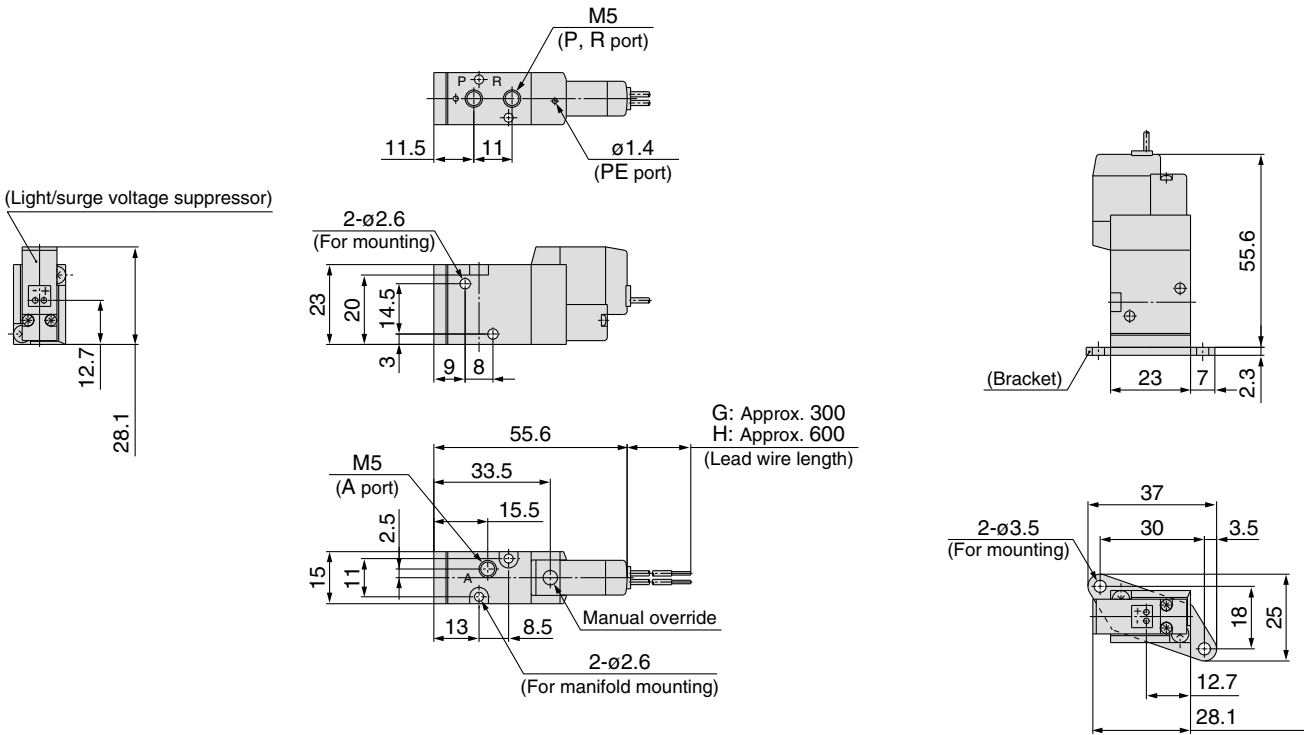 M5
(P, R port)
P
R
11.5
11
ø1.4
(PE port)
(Light/surge voltage suppressor)
- +
12.7
28.1
2-ø2.6
(For mounting)
23
20
14.5
3
9
8
G: Approx. 300
H: Approx. 600
(Lead wire length)
55.6
M5
(A port)
33.5
15.5
2.5
15
11
A
Manual override
13
8.5
2-ø2.6
(For manifold mounting)
55.6
(Bracket)
23
7
2.3
37
2-ø3.5
(For mounting)
30
3.5
+
-
18
25
12.7
28.1